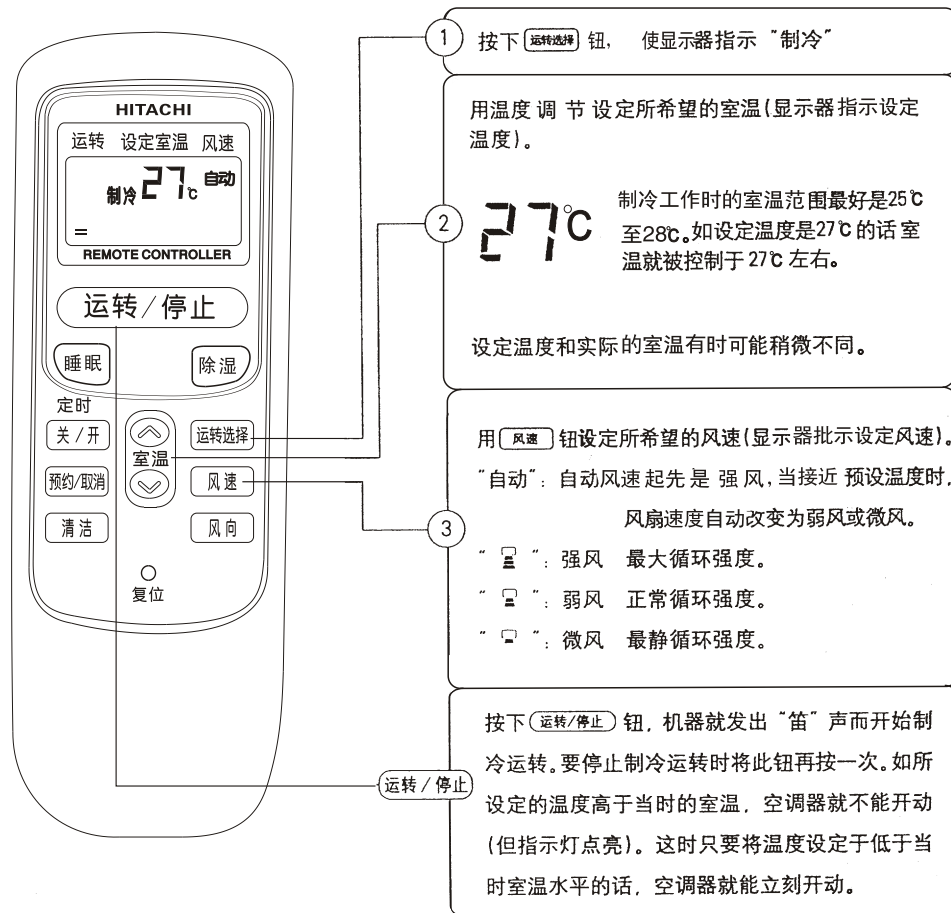 HITACHI
运转 设定室温 风速
制冷 27℃ 自动
REMOTE CONTROLLER
运转/停止
睡眠
除湿
定时
关/开
室温
运转选择
预约/取消
风速
清洁
风向
复位
1 按下 运转选择 钮, 使显示器指示 “制冷”
2
用温度调节设定所希望的室温(显示器指示设定
温度)。
27℃
制冷工作时的室温范围最好是25℃
至28℃。如设定温度是27℃的话室
温就被控制于27℃左右。
设定温度和实际的室温有时可能稍微不同。
3
用 风速 钮设定所希望的风速(显示器批示设定风速)。
“自动”: 自动风速起先是强风,当接近预设温度时,
风扇速度自动改变为弱风或微风。
“ ”: 强风 最大循环强度。
“ ”: 弱风 正常循环强度。
“ ”: 微风 最静循环强度。
运转/停止
按下 运转/停止 钮, 机器就发出“笛”声而开始制
冷运转。要停止制冷运转时将此钮再按一次。如所
设定的温度高于当时的室温, 空调器就不能开动
(但指示灯点亮)。这时只要将温度设定于低于当
时室温水平的话, 空调器就能立刻开动。